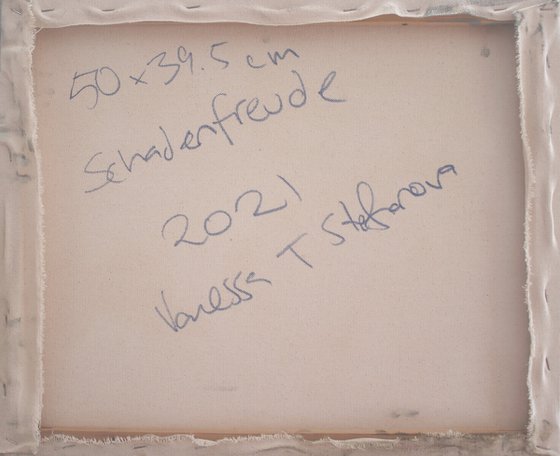 50 x 39.5 cm
Schadenfreude
2021
Vanessa T Stefanova